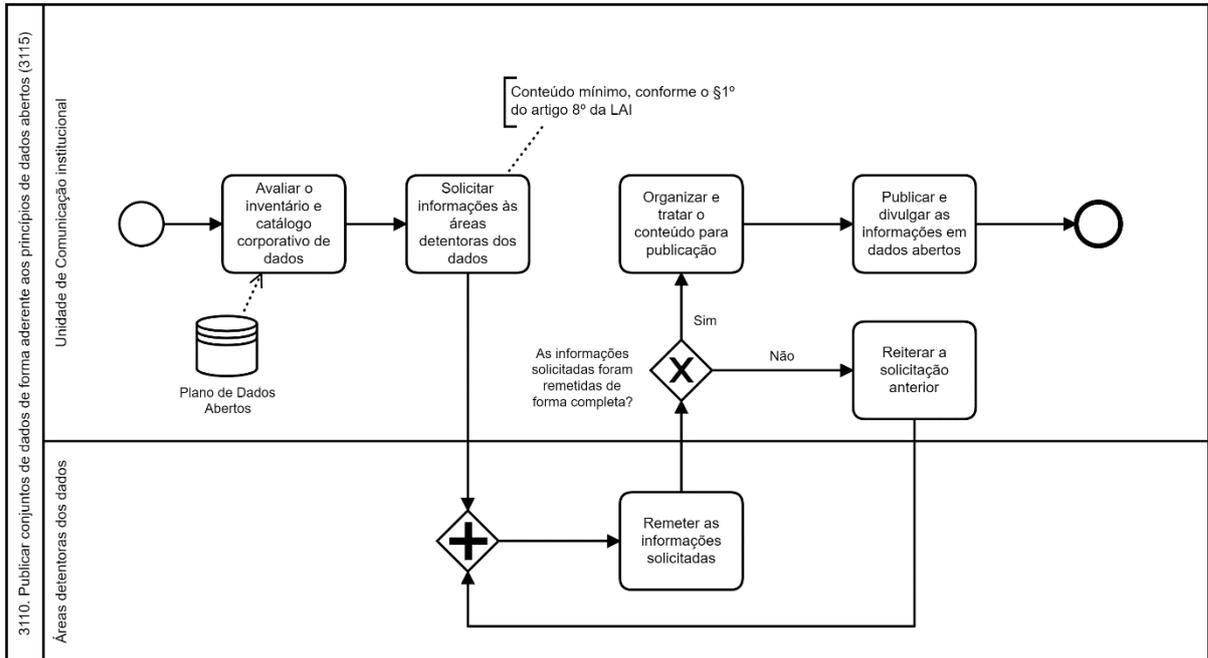 3110. Publicar conjuntos de dados de forma aderente aos princípios de dados abertos (3115)
Unidade de Comunicação institucional
Conteúdo mínimo, conforme o §1º
do artigo 8º da LAI
Avaliar o
inventário e
catálogo
corporativo de
dados
Solicitar
informações às
áreas
detentoras dos
dados
Organizar e
tratar o
conteúdo para
publicação
Publicar e
divulgar as
informações em
dados abertos
Plano de Dados
Abertos
Sim
As informações
solicitadas foram
remetidas de
forma completa?
Não
Reiterar a
solicitação
anterior
Áreas detentoras dos dados
Remeter as
informações
solicitadas